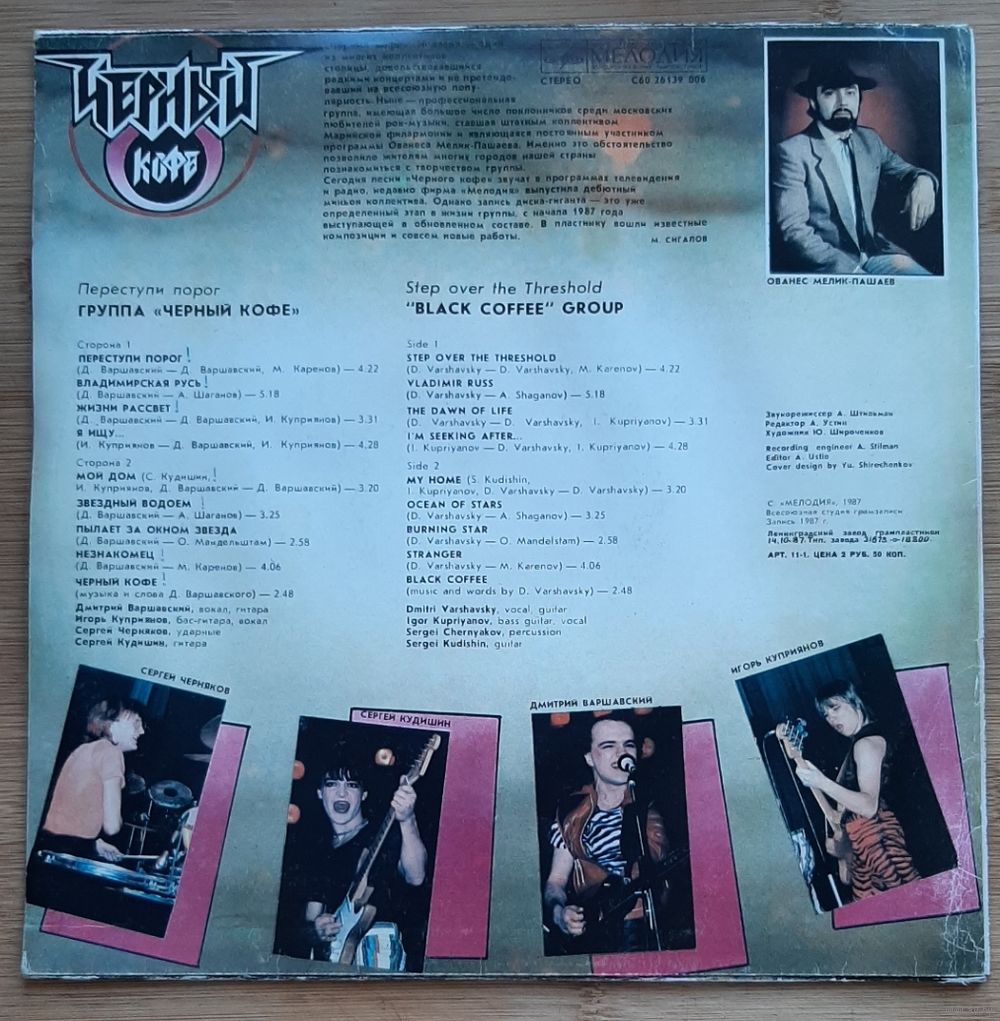 ЧЕРНЫЙ
КОФЕ
из многих коллективов
столицы, довольствовавшийся
редкими концертами и не претендо-
вавший на всесоюзную попу-
лярность. Ныне — профессиональная
группа, имеющая большое число поклонников среди московских
любителей рок-музыки, ставшая штатным коллективом
Марийской филармонии и являющаяся постоянным участником
программы Ованеса Мелик-Пашаева. Именно это обстоятельство
позволило жителям многих городов нашей страны
познакомиться с творчеством группы.
Сегодня песни «Черного кофе» звучат в программах телевидения
и радио, недавно фирма «Мелодия» выпустила дебютный
миньон коллектива. Однако запись диска-гиганта — это уже
определенный этап в жизни группы, с начала 1987 года
выступающей в обновленном составе. В пластинку вошли известные
композиции и совсем новые работы.
М. СИГАЛОВ
МЕЛОДИЯ
СТЕРЕО С60 26139 006
ОВАНЕС МЕЛИК-ПАШАЕВ
Переступи порог
ГРУППА «ЧЕРНЫЙ КОФЕ»
Сторона 1
ПЕРЕСТУПИ ПОРОГ !
(Д. Варшавский — Д. Варшавский, М. Каренов) — 4.22
ВЛАДИМИРСКАЯ РУСЬ !
(Д. Варшавский — А. Шаганов) — 5.18
ЖИЗНИ РАССВЕТ !
(Д. Варшавский — Д. Варшавский, И. Куприянов) — 3.31
Я ИЩУ...
(И. Куприянов — Д. Варшавский, И. Куприянов) — 4.28
Сторона 2
МОЙ ДОМ (С. Кудишин, !
И. Куприянов, Д. Варшавский — Д. Варшавский) — 3.20
ЗВЕЗДНЫЙ ВОДОЕМ !
(Д. Варшавский — А. Шаганов) — 3.25
ПЫЛАЕТ ЗА ОКНОМ ЗВЕЗДА
(Д. Варшавский — О. Мандельштам) — 2.58
НЕЗНАКОМЕЦ !
(Д. Варшавский — М. Каренов) — 4.06
ЧЕРНЫЙ КОФЕ !
(музыка и слова Д. Варшавского) — 2.48
Дмитрий Варшавский, вокал, гитара
Игорь Куприянов, бас-гитара, вокал
Сергей Черняков, ударные
Сергей Кудишин, гитара
Step over the Threshold
"BLACK COFFEE" GROUP
Side 1
STEP OVER THE THRESHOLD
(D. Varshavsky — D. Varshavsky, M. Karenov) — 4.22
VLADIMIR RUSS
(D. Varshavsky — A. Shaganov) — 5.18
THE DAWN OF LIFE
(D. Varshavsky — D. Varshavsky, I. Kupriyanov) — 3.31
I'M SEEKING AFTER...
(I. Kupriyanov — D. Varshavsky, I. Kupriyanov) — 4.28
Side 2
MY HOME (S. Kudishin,
I. Kupriyanov, D. Varshavsky — D. Varshavsky) — 3.20
OCEAN OF STARS
(D. Varshavsky — A. Shaganov) — 3.25
BURNING STAR
(D. Varshavsky — O. Mandelstam) — 2.58
STRANGER
(D. Varshavsky — M. Karenov) — 4.06
BLACK COFFEE
(music and words by D. Varshavsky) — 2.48
Dmitri Varshavsky, vocal, guitar
Igor Kupriyanov, bass guitar, vocal
Sergei Chernyakov, percussion
Sergei Kudishin, guitar
Звукорежиссер А. Штильман
Редактор А. Устин
Художник Ю. Широченков
Recording engineer A. Stilman
Editor A. Ustin
Cover design by Yu. Shirochenkov
С. «МЕЛОДИЯ», 1987
Всесоюзная студия грамзаписи
Запись 1987 г.
Ленинградский завод грампластинок
14.10.87. Тип. завода
АРТ. 11-1. ЦЕНА 2 РУБ. 50 КОП.
СЕРГЕЙ ЧЕРНЯКОВ
СЕРГЕЙ КУДИШИН
ДМИТРИЙ ВАРШАВСКИЙ
ИГОРЬ КУПРИЯНОВ